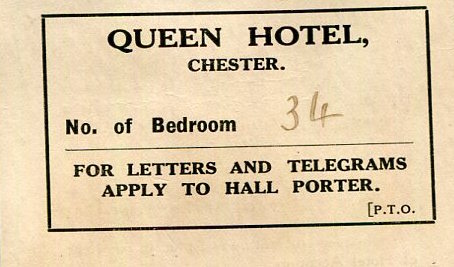 QUEEN HOTEL,
CHESTER.
No. of Bedroom 34
FOR LETTERS AND TELEGRAMS
APPLY TO HALL PORTER.
[P.T.O.